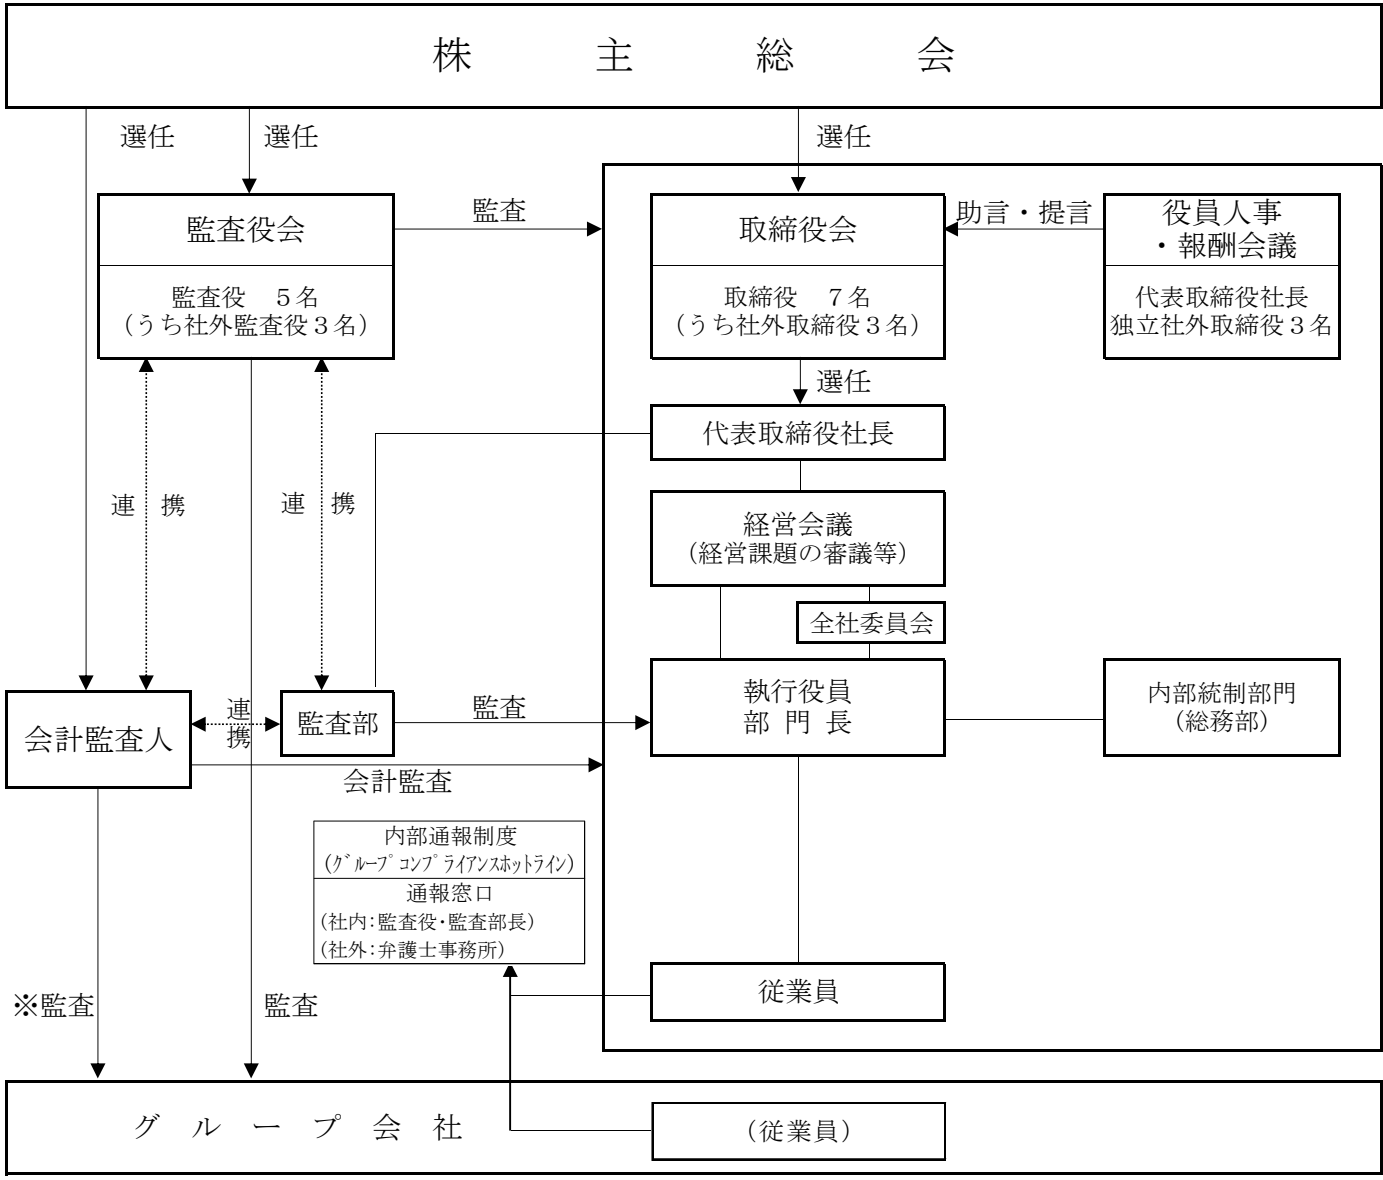 株主総会
選任
選任
選任
監査役会
監査
取締役会
助言・提言
役員人事
・報酬会議
監査役　５名
（うち社外監査役３名）
取締役　７名
（うち社外取締役３名）
代表取締役社長
独立社外取締役３名
選任
代表取締役社長
連携
連携
経営会議
（経営課題の審議等）
全社委員会
会計監査人
連携
監査部
監査
執行役員
部門長
内部統制部門
（総務部）
会計監査
内部通報制度
（ｸﾞﾙｰﾌﾟｺﾝﾌﾟﾗｲｱﾝｽﾎｯﾄﾗｲﾝ）
通報窓口
（社内：監査役・監査部長）
（社外：弁護士事務所）
※監査
監査
従業員
グループ会社
（従業員）